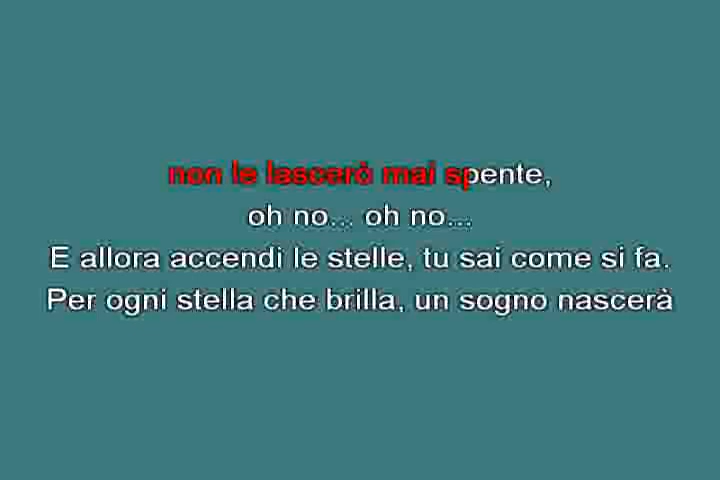 non le lascerò mai spente,
oh no... oh no...
E allora accendi le stelle, tu sai come si fa.
Per ogni stella che brilla, un sogno nascerà